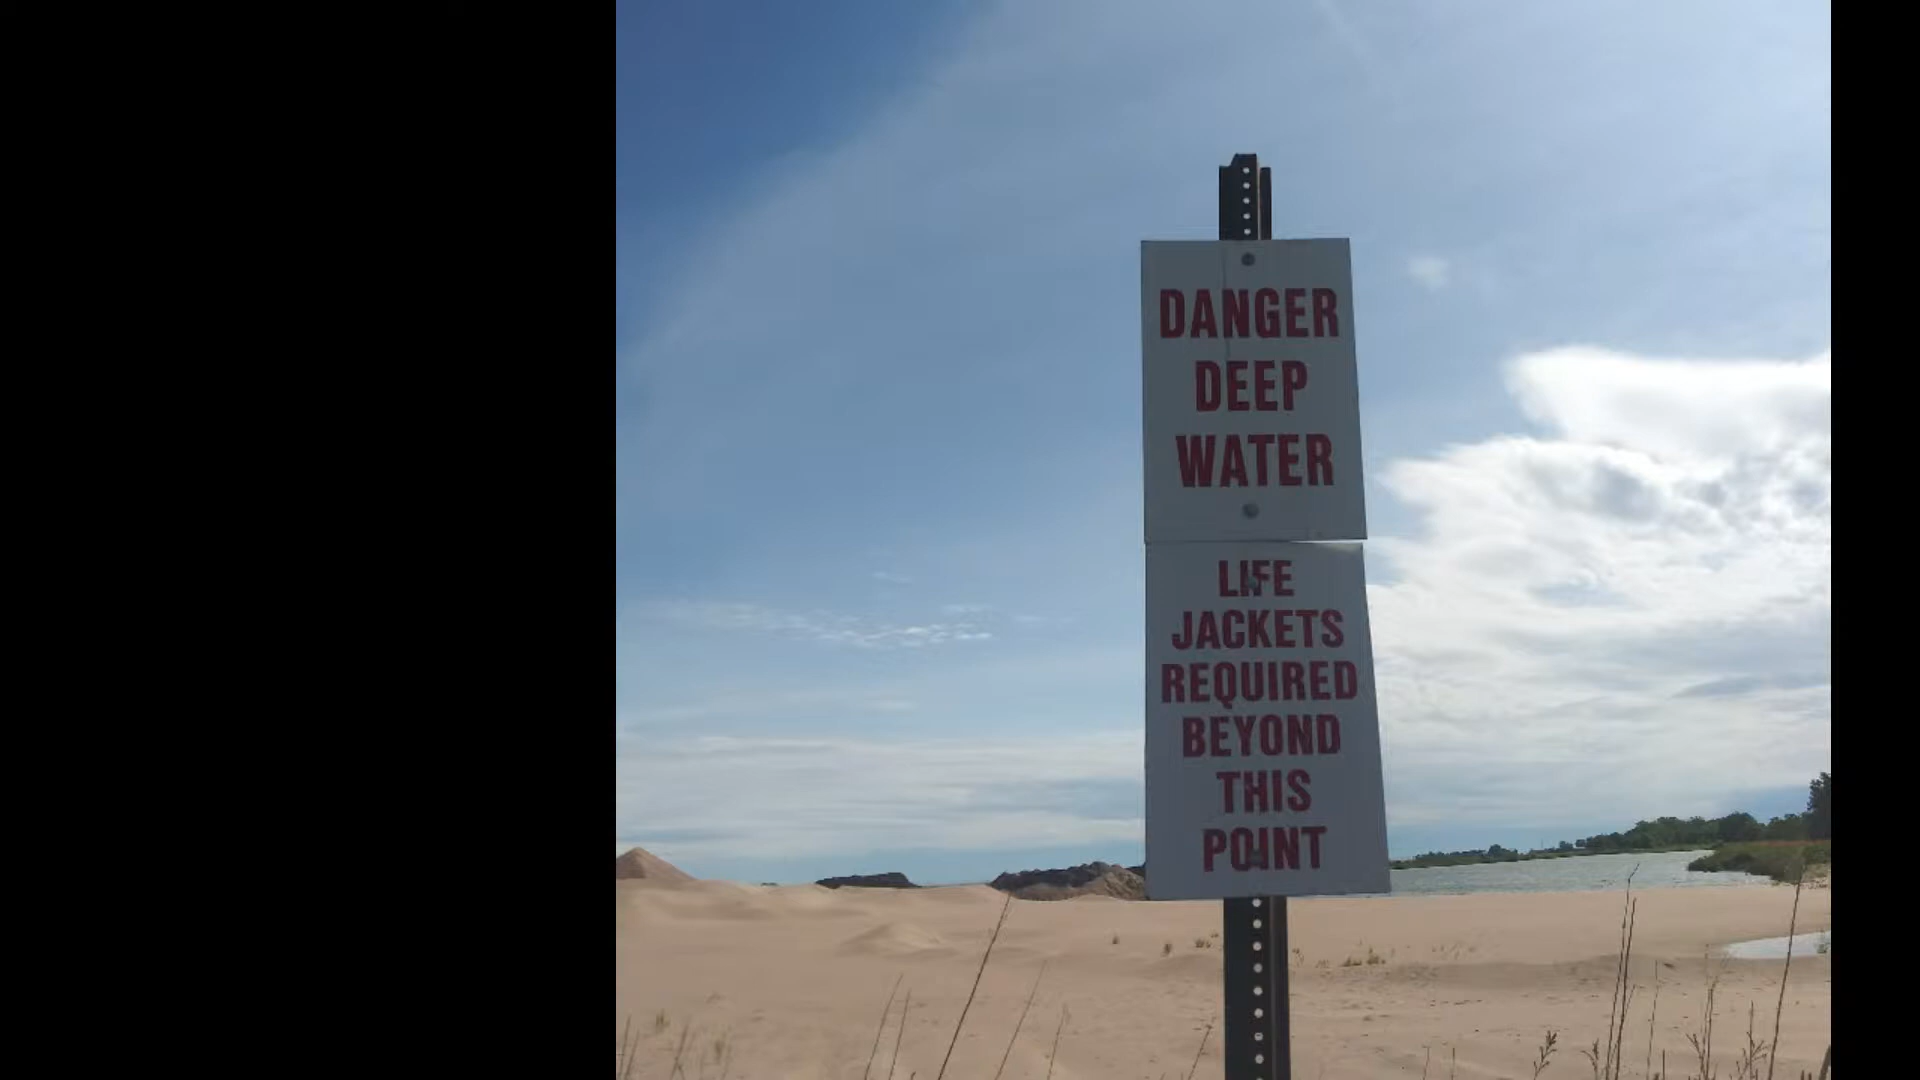 DANGER
DEEP
WATER
LIFE
JACKETS
REQUIRED
BEYOND
THIS
POINT